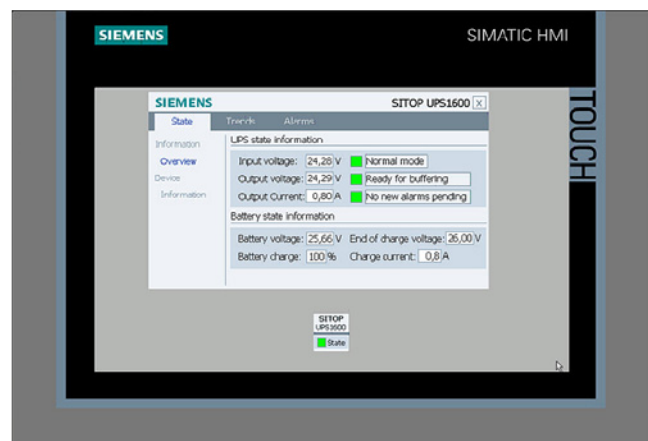 SIEMENS
SIMATIC HMI
TOUCH
SIEMENS SITOP UPS1600 X
State Trends Alarms
Information
Overview
Device
Information
UPS state information
Input voltage: 24,28 V Normal mode
Output voltage: 24,29 V Ready for buffering
Output Current: 0,80 A No new alarms pending
Battery state information
Battery voltage: 25,66 V End of charge voltage: 26,00 V
Battery charge: 100 % Charge current: 0,8 A
SITOP
UPS1600
State